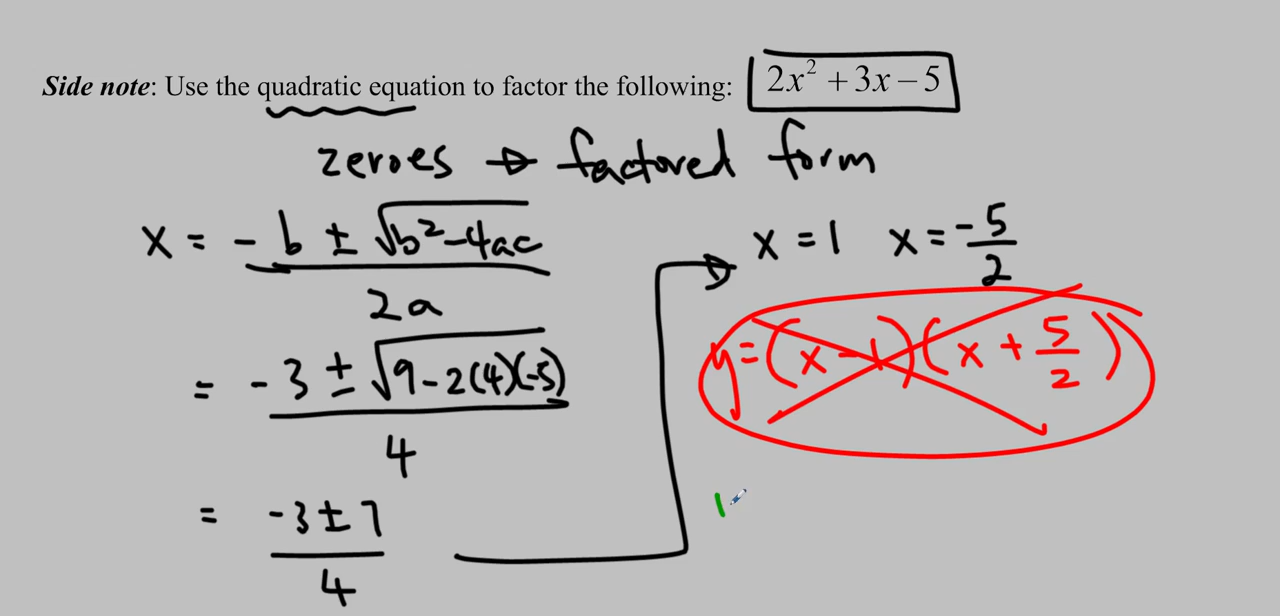 Side note: Use the quadratic equation to factor the following: 2x² + 3x – 5
zeroes → factored form
x = -b ± √b²-4ac
2a
= -3 ± √9-2(4)(-5)
4
= -3±7
4
x = 1 x = -5/2
y = (x-1)(x + 5/2)